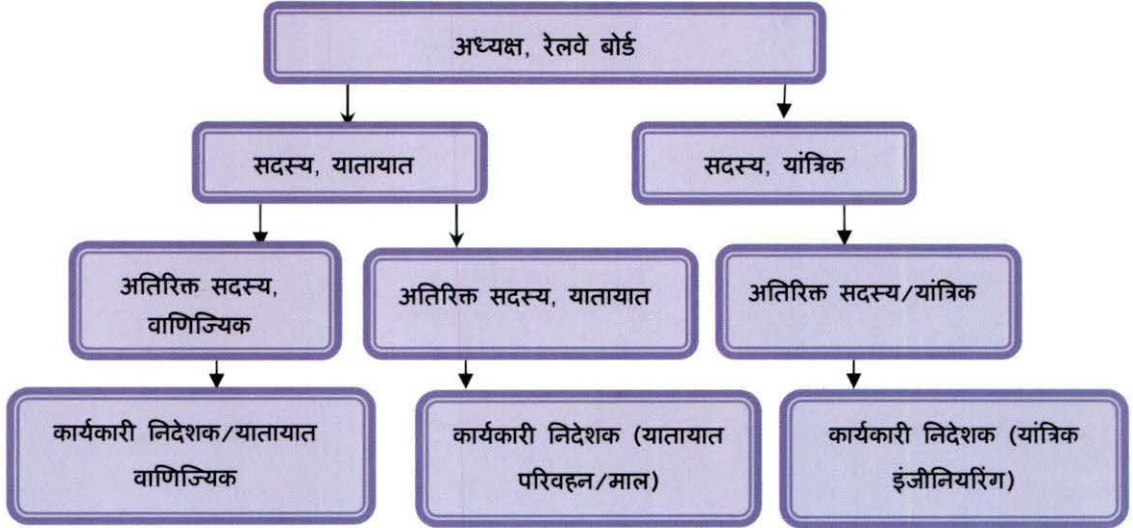 अध्यक्ष, रेलवे बोर्ड
सदस्य, यातायात
सदस्य, यांत्रिक
अतिरिक्त सदस्य,
वाणिज्यिक
अतिरिक्त सदस्य, यातायात
अतिरिक्त सदस्य/यांत्रिक
कार्यकारी निदेशक/यातायात
वाणिज्यिक
कार्यकारी निदेशक (यातायात
परिवहन/माल)
कार्यकारी निदेशक (यांत्रिक
इंजीनियरिंग)